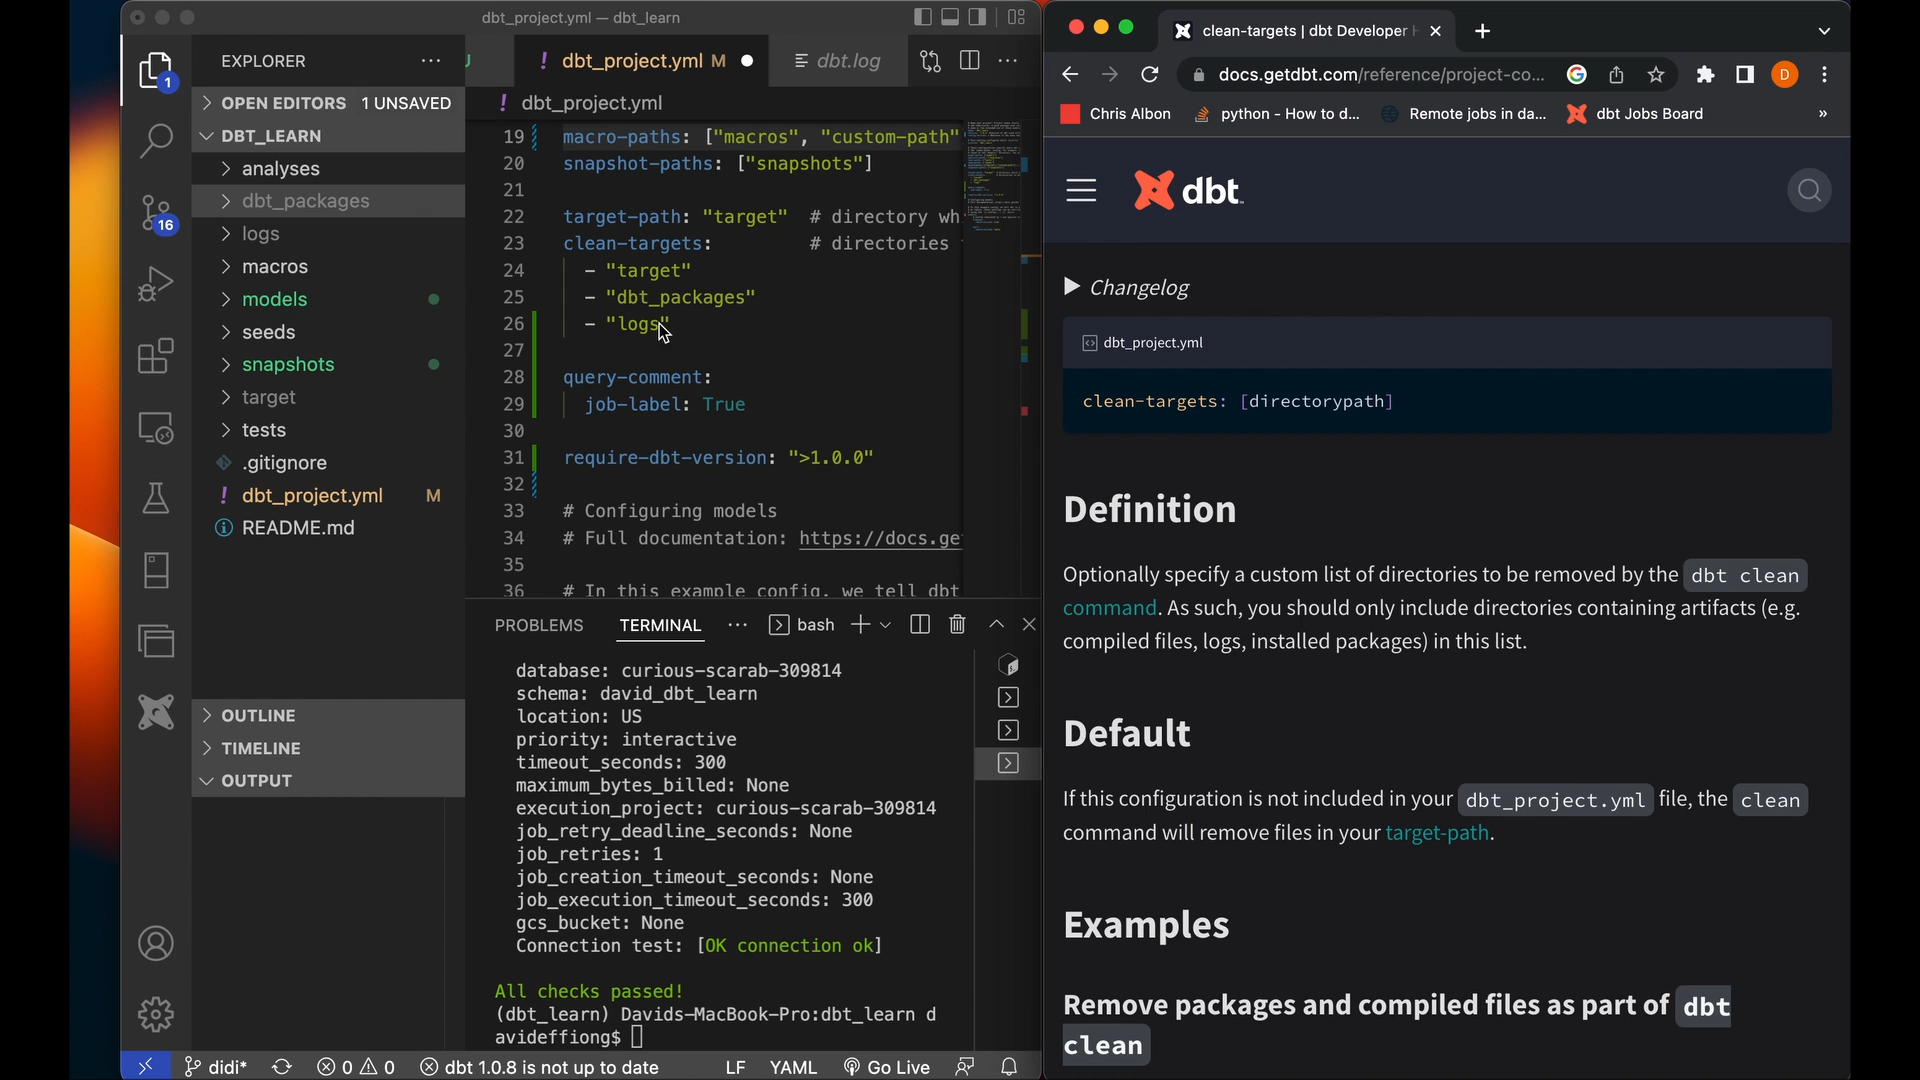 dbt_project.yml — dbt_learn
EXPLORER
OPEN EDITORS 1 UNSAVED
DBT_LEARN
analyses
dbt_packages
logs
macros
models
seeds
snapshots
target
tests
.gitignore
dbt_project.yml M
README.md
OUTLINE
TIMELINE
OUTPUT
1
16
! dbt_project.yml M
dbt.log
! dbt_project.yml
19 macro-paths: ["macros", "custom-path"
20 snapshot-paths: ["snapshots"]
21
22 target-path: "target" # directory wh
23 clean-targets: # directories
24 - "target"
25 - "dbt_packages"
26 - "logs"
27
28 query-comment:
29 job-label: True
30
31 require-dbt-version: ">1.0.0"
32
33 # Configuring models
34 # Full documentation: https://docs.ge
35
36 # In this example config, we tell dbt
PROBLEMS TERMINAL ··· bash
database: curious-scarab-309814
schema: david_dbt_learn
location: US
priority: interactive
timeout_seconds: 300
maximum_bytes_billed: None
execution_project: curious-scarab-309814
job_retry_deadline_seconds: None
job_retries: 1
job_creation_timeout_seconds: None
job_execution_timeout_seconds: 300
gcs_bucket: None
Connection test: [OK connection ok]
All checks passed!
(dbt_learn) Davids-MacBook-Pro:dbt_learn d
avideffiong$
didi* 0 0 dbt 1.0.8 is not up to date LF YAML Go Live
clean-targets | dbt Developer H
docs.getdbt.com/reference/project-co...
D
Chris Albon python - How to d... Remote jobs in da... dbt Jobs Board »
dbt
Changelog
dbt_project.yml
clean-targets: [directorypath]
Definition
Optionally specify a custom list of directories to be removed by the dbt clean
command. As such, you should only include directories containing artifacts (e.g.
compiled files, logs, installed packages) in this list.
Default
If this configuration is not included in your dbt_project.yml file, the clean
command will remove files in your target-path.
Examples
Remove packages and compiled files as part of dbt
clean